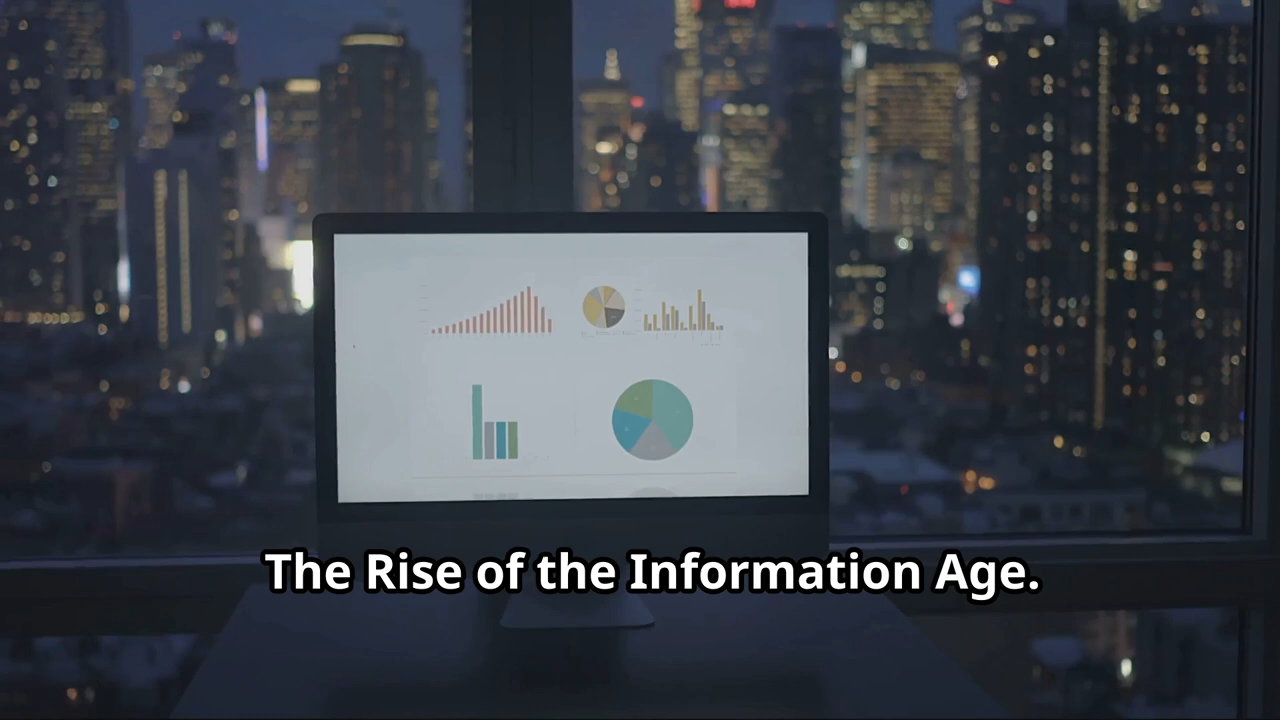 The Rise of the Information Age.